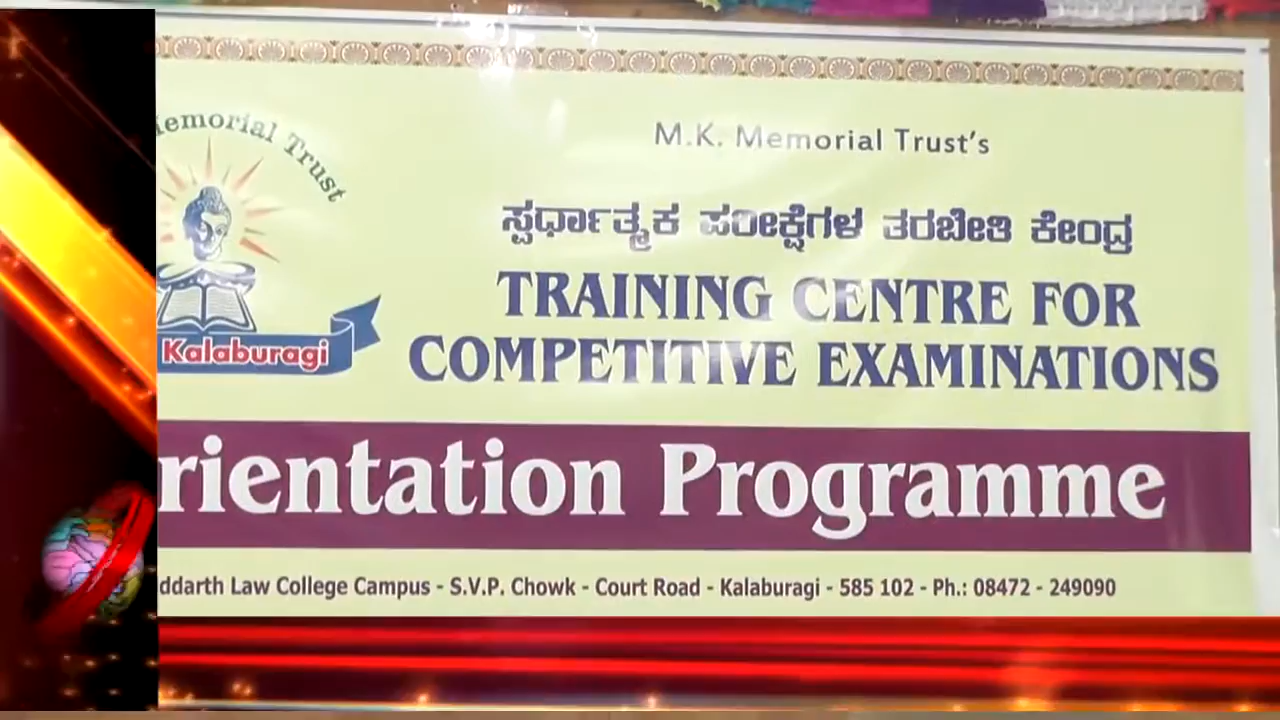 emorial Trust
Kalaburagi
M.K. Memorial Trust's
ಸ್ಪರ್ಧಾತ್ಮಕ ಪರೀಕ್ಷೆಗಳ ತರಬೇತಿ ಕೇಂದ್ರ
TRAINING CENTRE FOR
COMPETITIVE EXAMINATIONS
rientation Programme
ddarth Law College Campus - S.V.P. Chowk - Court Road - Kalaburagi - 585 102 - Ph.: 08472 - 249090